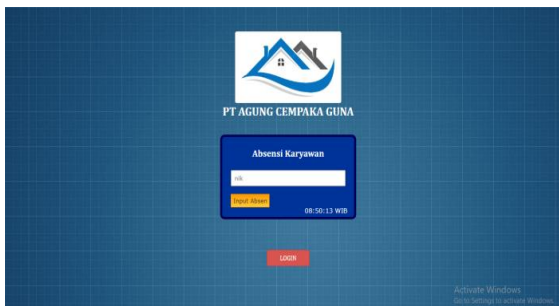 PT AGUNG CEMPAKA GUNA
Absensi Karyawan
nik
Input Absen
08:50:13 WIB
LOGIN
Activate Windows
Go to Settings to activate Windows.